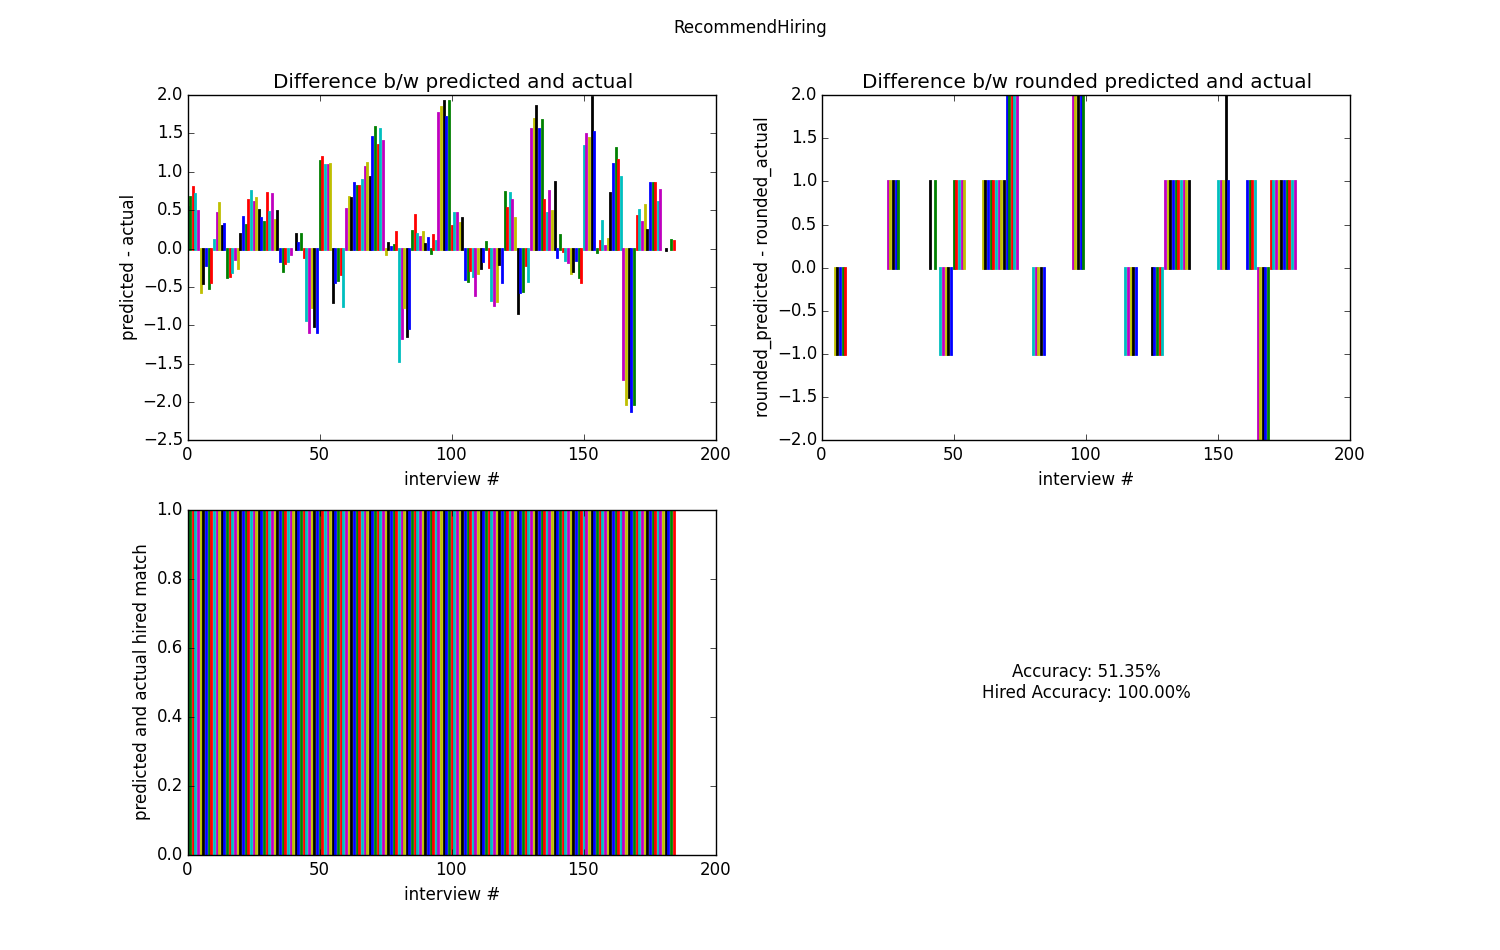 RecommendHiring
Difference b/w predicted and actual
2.0
1.5
1.0
0.5
0.0
−0.5
−1.0
−1.5
−2.0
−2.5
predicted - actual
0 50 100 150 200
interview #
Difference b/w rounded predicted and actual
2.0
1.5
1.0
0.5
0.0
−0.5
−1.0
−1.5
−2.0
rounded_predicted - rounded_actual
0 50 100 150 200
interview #
1.0
0.8
0.6
0.4
0.2
0.0
predicted and actual hired match
0 50 100 150 200
interview #
Accuracy: 51.35%
Hired Accuracy: 100.00%